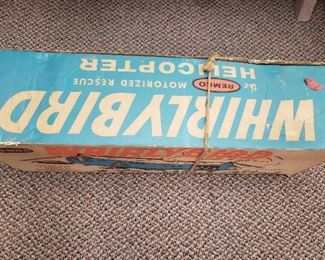 the REMCO MOTORIZED RESCUE
HELICOPTER
WHIRLYBIRD